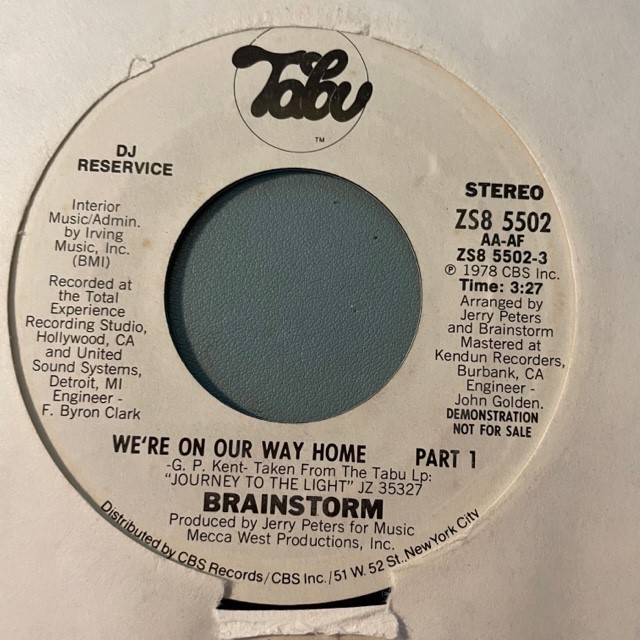 Tabu
TM
DJ
RESERVICE
Interior
Music/Admin.
by Irving
Music, Inc.
(BMI)
Recorded at
the Total
Experience
Recording Studio,
Hollywood, CA
and United
Sound Systems,
Detroit, MI
Engineer -
F. Byron Clark
STEREO
ZS8 5502
AA-AF
ZS8 5502-3
℗ 1978 CBS Inc.
Time: 3:27
Arranged by
Jerry Peters
and Brainstorm
Mastered at
Kendun Recorders,
Burbank, CA
Engineer -
John Golden.
DEMONSTRATION
NOT FOR SALE
WE'RE ON OUR WAY HOME PART 1
-G. P. Kent- Taken From The Tabu Lp:
"JOURNEY TO THE LIGHT" JZ 35327
BRAINSTORM
Produced by Jerry Peters for Music
Mecca West Productions, Inc.
Distributed by CBS Records/CBS Inc./51 W. 52 St., New York City